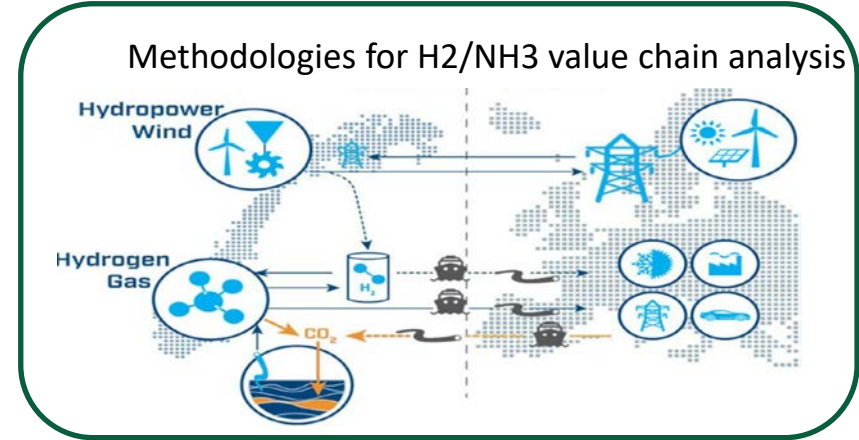 Methodologies for H2/NH3 value chain analysis
Hydropower
Wind
Hydrogen
Gas
H2
CO2